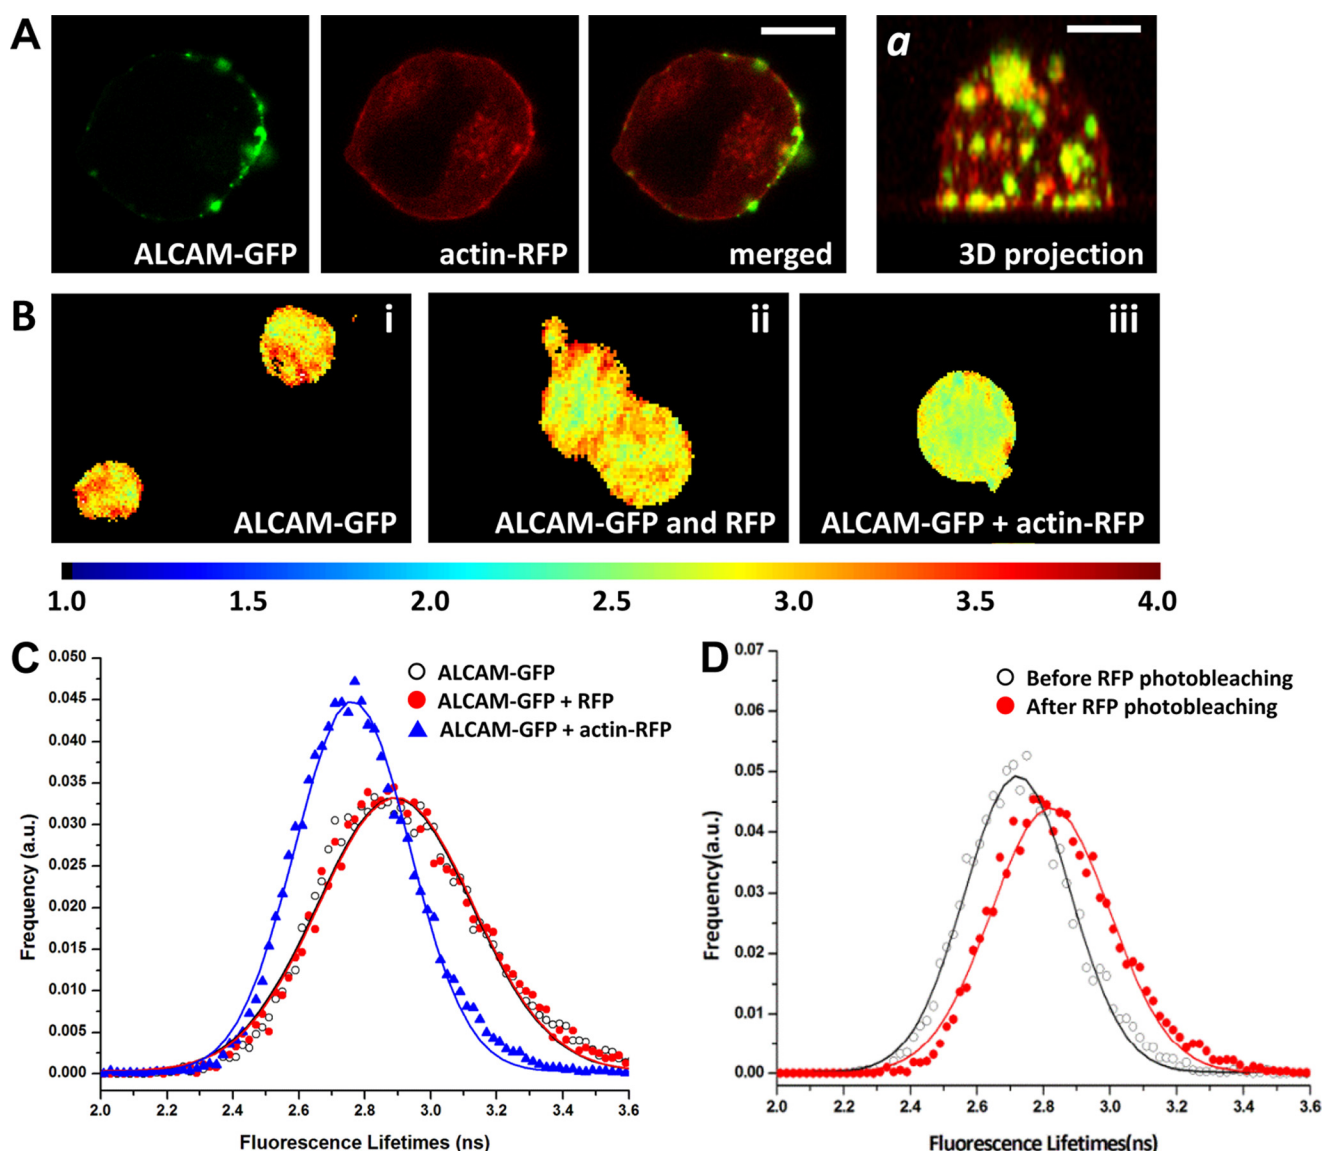 A
ALCAM-GFP
actin-RFP
merged
a
3D projection
B
i
ALCAM-GFP
ii
ALCAM-GFP and RFP
iii
ALCAM-GFP + actin-RFP
1.0 1.5 2.0 2.5 3.0 3.5 4.0
C
ALCAM-GFP
ALCAM-GFP + RFP
ALCAM-GFP + actin-RFP
Frequency (a.u.)
0.050
0.045
0.040
0.035
0.030
0.025
0.020
0.015
0.010
0.005
0.000
2.0 2.2 2.4 2.6 2.8 3.0 3.2 3.4 3.6
Fluorescence Lifetimes (ns)
D
Before RFP photobleaching
After RFP photobleaching
Frequency(a.u.)
0.07
0.06
0.05
0.04
0.03
0.02
0.01
0.00
2.0 2.2 2.4 2.6 2.8 3.0 3.2 3.4 3.6
Fluorescence Lifetimes(ns)